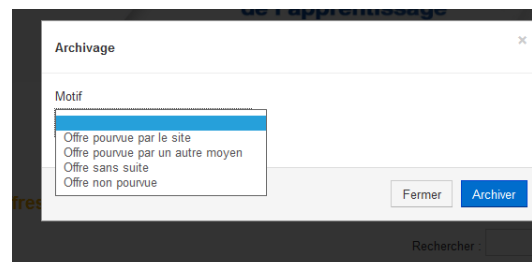 de l'apprentissage
Archivage
×
Motif
Offre pourvue par le site
Offre pourvue par un autre moyen
Offre sans suite
Offre non pourvue
Fermer
Archiver
fres
Rechercher :